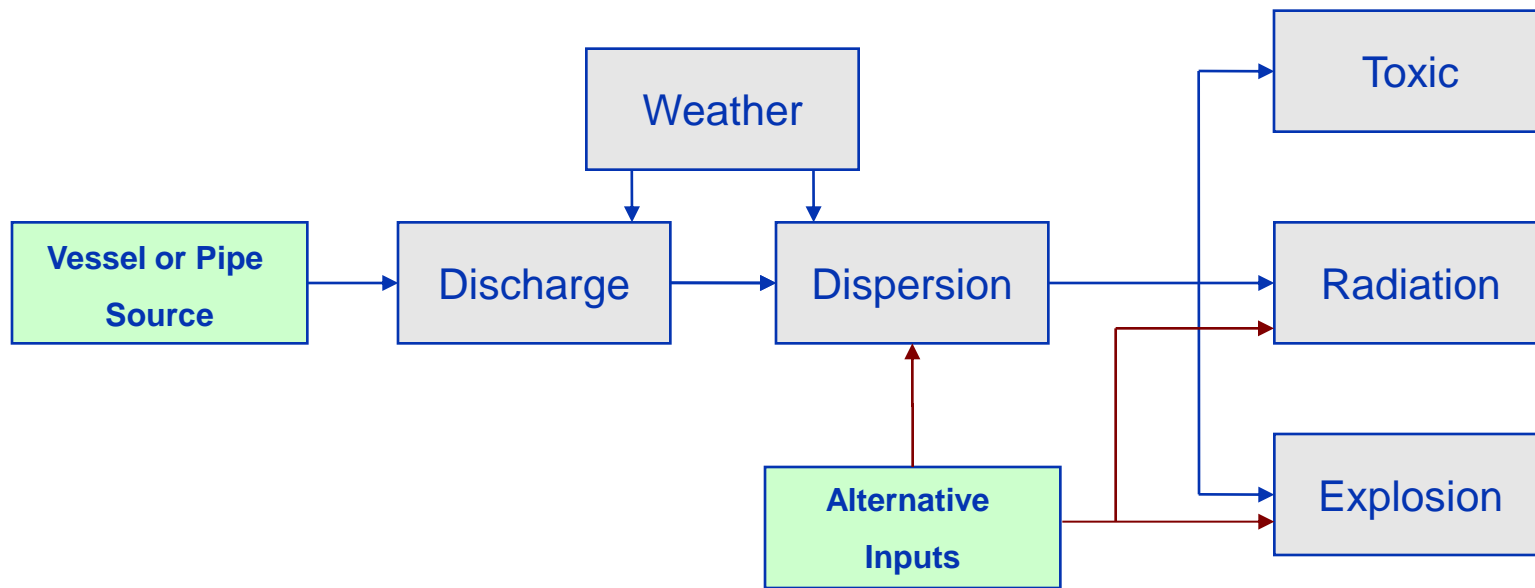 Toxic
Weather
Vessel or Pipe
Source
Discharge
Dispersion
Radiation
Alternative
Inputs
Explosion